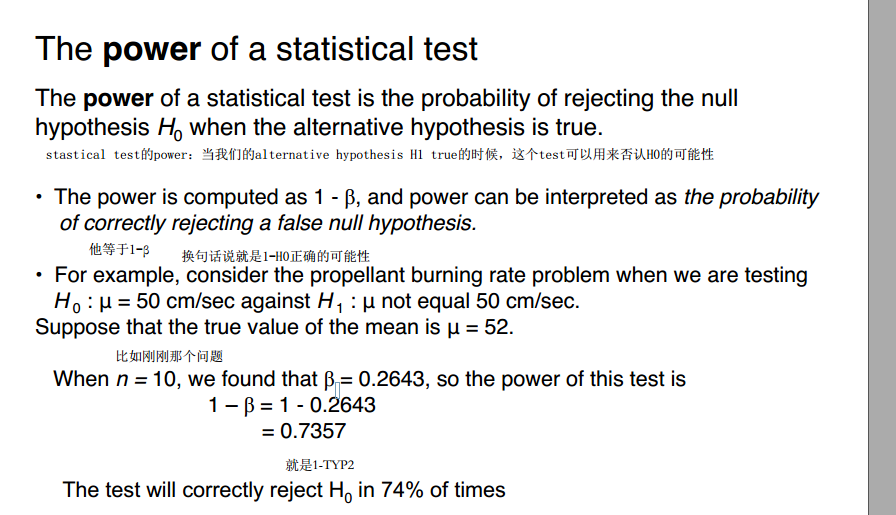 The power of a statistical test
The power of a statistical test is the probability of rejecting the null
hypothesis H0 when the alternative hypothesis is true.
stastical test的power：当我们的alternative hypothesis H1 true的时候，这个test可以用来否认H0的可能性
• The power is computed as 1 - β, and power can be interpreted as the probability
of correctly rejecting a false null hypothesis.
他等于1-β
换句话说就是1-H0正确的可能性
• For example, consider the propellant burning rate problem when we are testing
H0 : μ = 50 cm/sec against H1 : μ not equal 50 cm/sec.
Suppose that the true value of the mean is μ = 52.
比如刚刚那个问题
When n = 10, we found that β = 0.2643, so the power of this test is
1 – β = 1 - 0.2643
= 0.7357
就是1-TYP2
The test will correctly reject H0 in 74% of times